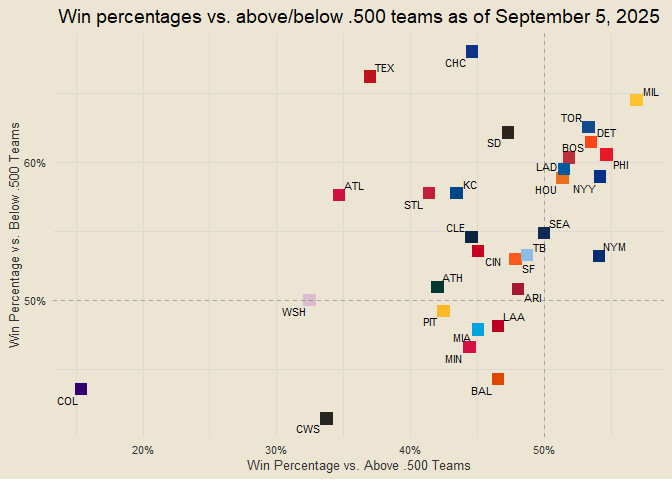 Win percentages vs. above/below .500 teams as of September 5, 2025
CHC
TEX
MIL
TOR
DET
SD
BOS
PHI
LAD
HOU
NYY
ATL
KC
STL
CLE
SEA
CIN
TB
SF
NYM
ATH
ARI
WSH
PIT
LAA
MIA
MIN
BAL
COL
CWS
60%
50%
Win Percentage vs. Below .500 Teams
20%
30%
40%
50%
Win Percentage vs. Above .500 Teams